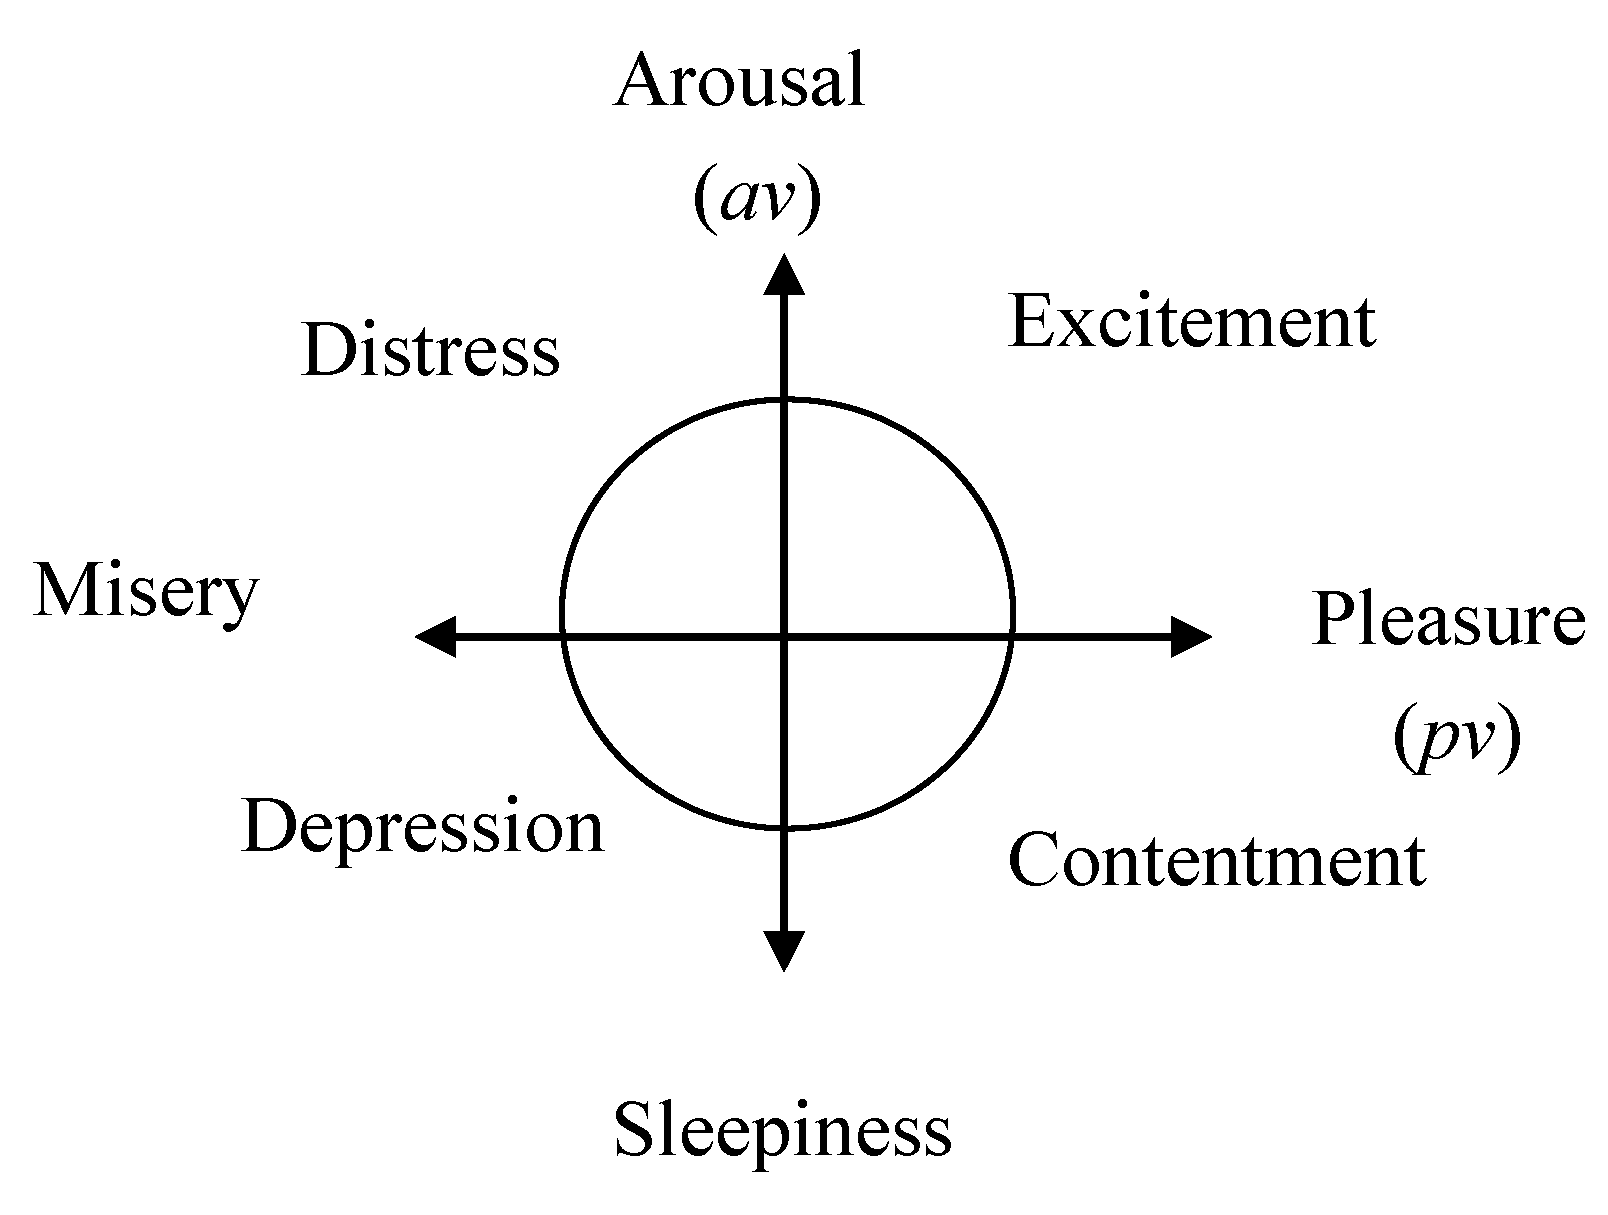 Arousal
(av)
Excitement
Distress
Misery
Pleasure
(pv)
Depression
Contentment
Sleepiness